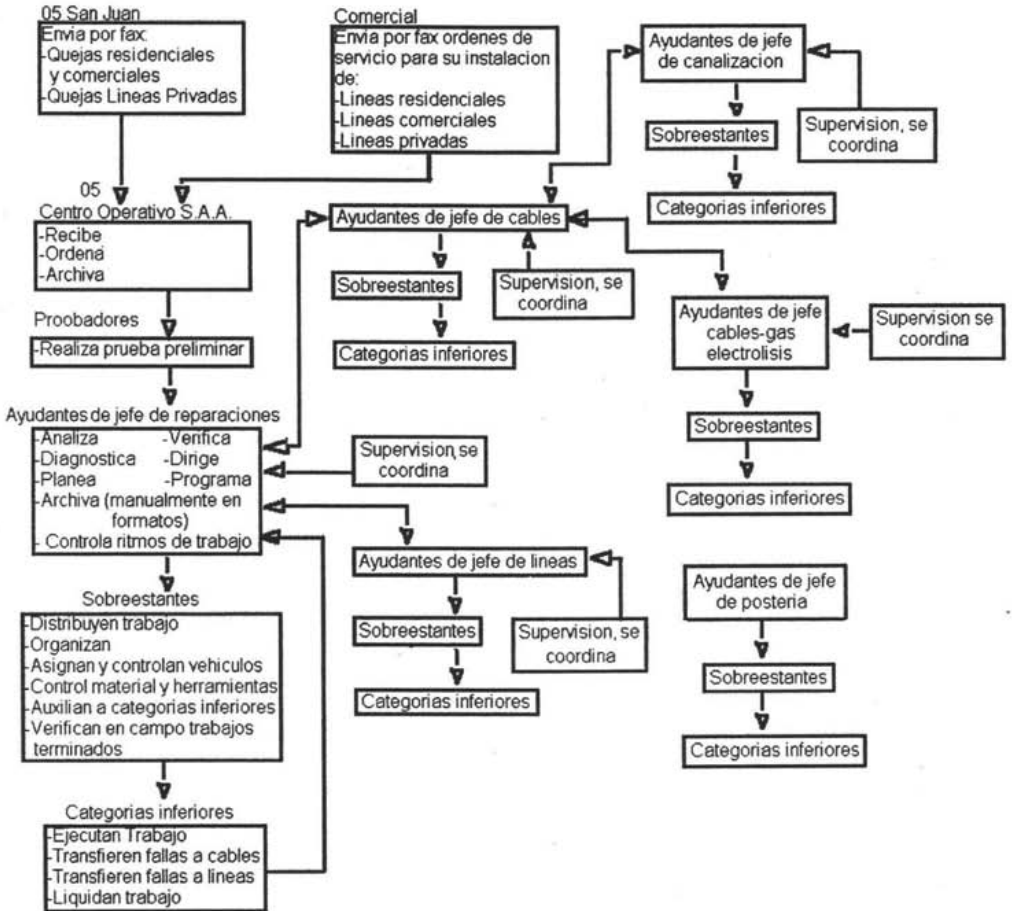 05 San Juan
Envia por fax:
-Quejas residenciales
y comerciales
-Quejas Lineas Privadas
Comercial
Envia por fax ordenes de
servicio para su instalacion
de:
-Lineas residenciales
-Lineas comerciales
-Lineas privadas
Ayudantes de jefe
de canalizacion
Sobreestantes
Supervision, se
coordina
Categorias inferiores
05
Centro Operativo S.A.A.
-Recibe
-Ordena
-Archiva
Ayudantes de jefe de cables
Sobreestantes
Supervision, se
coordina
Categorias inferiores
Ayudantes de jefe
cables-gas
electrolisis
Supervision se
coordina
Sobreestantes
Categorias inferiores
Proobadores
-Realiza prueba preliminar
Ayudantes de jefe de reparaciones
-Analiza -Verifica
-Diagnostica -Dirige
-Planea -Programa
-Archiva (manualmente en
formatos)
- Controla ritmos de trabajo
Supervision,se
coordina
Ayudantes de jefe de lineas
Sobreestantes
Supervision, se
coordina
Categorias inferiores
Ayudantes de jefe
de posteria
Sobreestantes
Categorias inferiores
Sobreestantes
-Distribuyen trabajo
-Organizan
-Asignan y controlan vehiculos
-Control material y herramientas
-Auxilian a categorias inferiores
-Verifican en campo trabajos
terminados
Categorias inferiores
-Ejecutan Trabajo
-Transfieren fallas a cables
-Transfieren fallas a lineas
-Liquidan trabajo